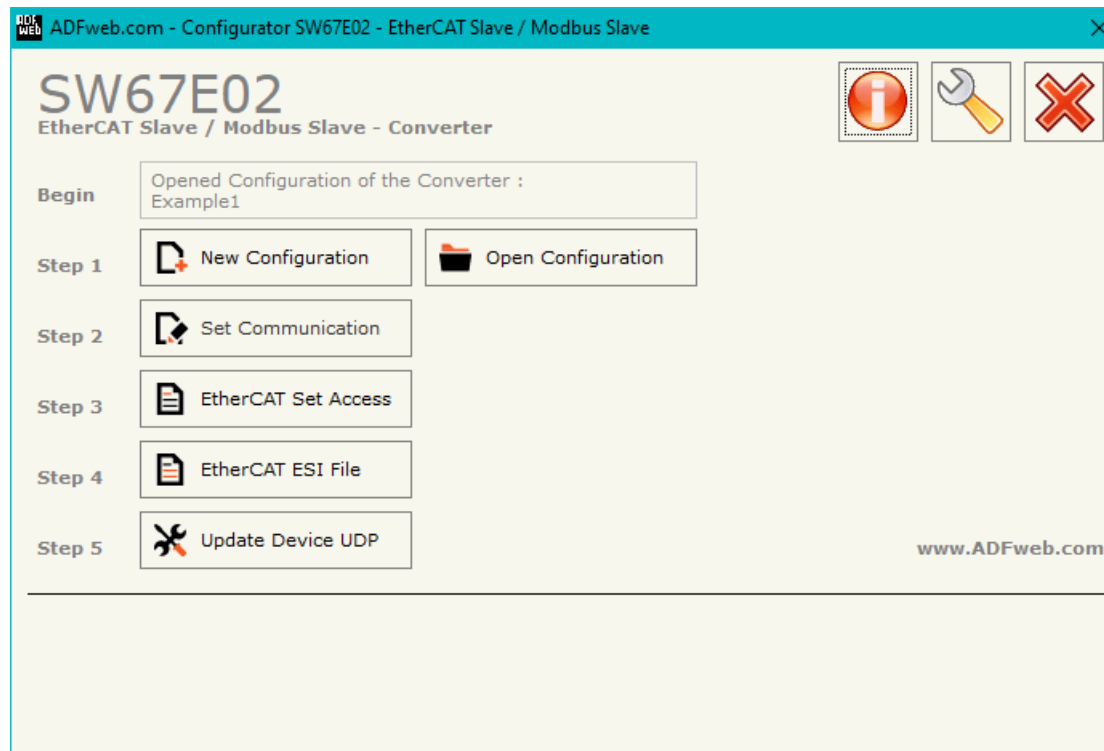 ADF
WEB
ADFweb.com - Configurator SW67E02 - EtherCAT Slave / Modbus Slave
SW67E02
EtherCAT Slave / Modbus Slave - Converter
Begin
Opened Configuration of the Converter :
Example1
Step 1
New Configuration
Open Configuration
Step 2
Set Communication
Step 3
EtherCAT Set Access
Step 4
EtherCAT ESI File
Step 5
Update Device UDP
www.ADFweb.com